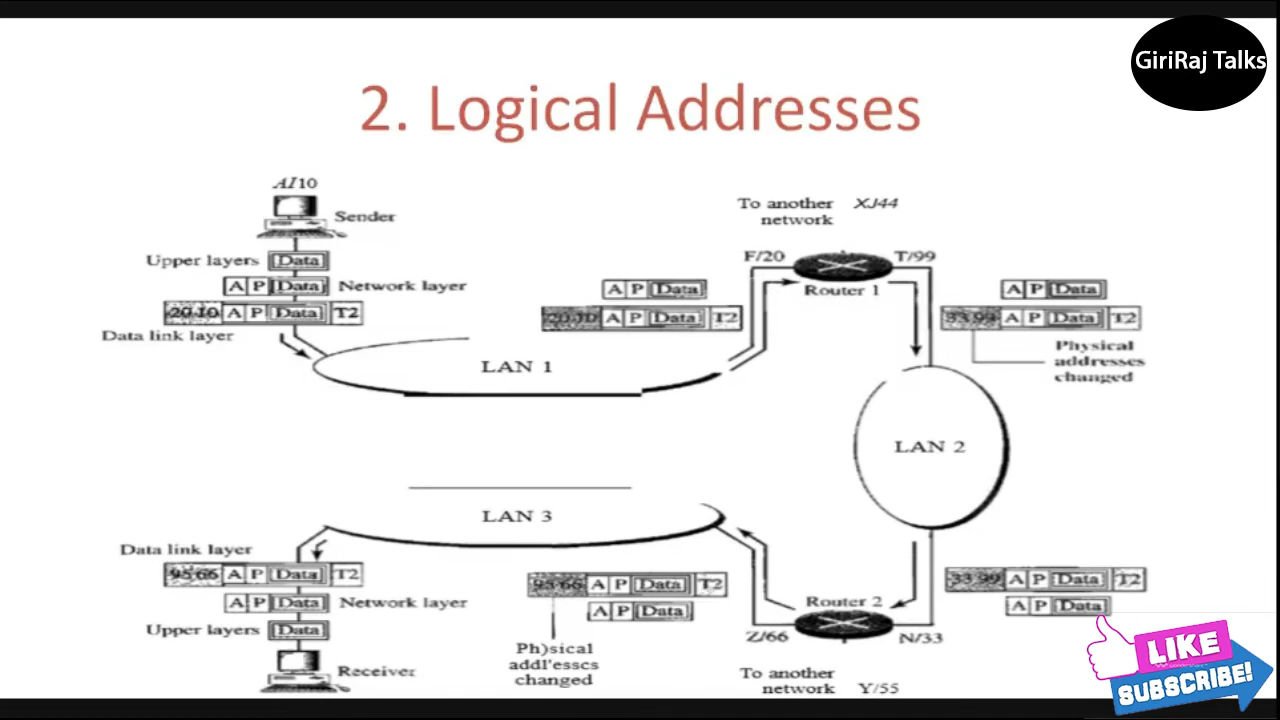 GiriRaj Talks
2. Logical Addresses
AI10
Sender
To another XJ44
network
F/20
T/99
Router 1
Upper layers Data
A P Data Network layer
20 10 A P Data T2
Data link layer
A P Data
20 10 A P Data T2
A P Data
33 99 A P Data T2
Physical
addresses
changed
LAN 1
LAN 2
LAN 3
Data link layer
95 66 A P Data T2
A P Data Network layer
Upper layers Data
Receiver
95 66 A P Data T2
A P Data
Ph)sical
addl'esscs
changed
33 99 A P Data T2
A P Data
Router 2
Z/66
N/33
To another
network Y/55
LIKE
SUBSCRIBE!